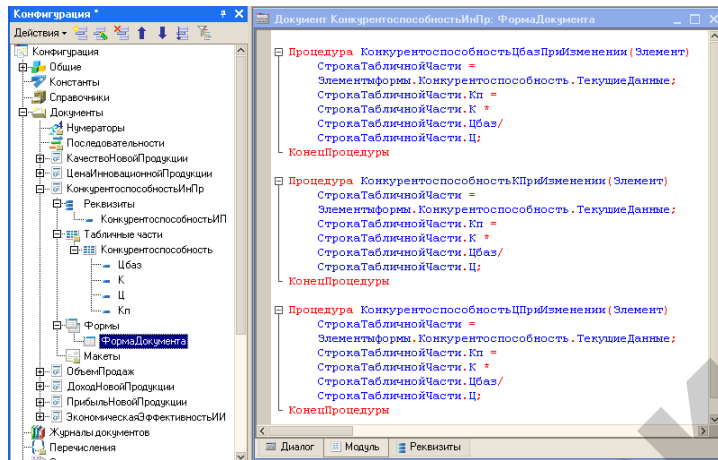 Конфигурация *
Действия
Конфигурация
Общие
Константы
Справочники
Документы
Нумераторы
Последовательности
КачествоНовойПродукции
ЦенаИнновационнойПродукции
КонкурентоспособностьИнПр
Реквизиты
КонкурентоспособностьИП
Табличные части
Конкурентоспособность
Цбаз
К
Ц
Кп
Формы
ФормаДокумента
Макеты
ОбъемПродаж
ДоходНовойПродукции
ПрибыльНовойПродукции
ЭкономическаяЭффективностьИИ
Журналы документов
Перечисления
Документ КонкурентоспособностьИнПр: ФормаДокумента
Процедура КонкурентоспособностьЦбазПриИзменении(Элемент)
СтрокаТабличнойЧасти =
Элементыформы.Конкурентоспособность.ТекущиеДанные;
СтрокаТабличнойЧасти.Кп =
СтрокаТабличнойЧасти.К *
СтрокаТабличнойЧасти.Цбаз/
СтрокаТабличнойЧасти.Ц;
КонецПроцедуры
Процедура КонкурентоспособностьКПриИзменении(Элемент)
СтрокаТабличнойЧасти =
Элементыформы.Конкурентоспособность.ТекущиеДанные;
СтрокаТабличнойЧасти.Кп =
СтрокаТабличнойЧасти.К *
СтрокаТабличнойЧасти.Цбаз/
СтрокаТабличнойЧасти.Ц;
КонецПроцедуры
Процедура КонкурентоспособностьЦПриИзменении(Элемент)
СтрокаТабличнойЧасти =
Элементыформы.Конкурентоспособность.ТекущиеДанные;
СтрокаТабличнойЧасти.Кп =
СтрокаТабличнойЧасти.К *
СтрокаТабличнойЧасти.Цбаз/
СтрокаТабличнойЧасти.Ц;
КонецПроцедуры
Диалог Модуль Реквизиты